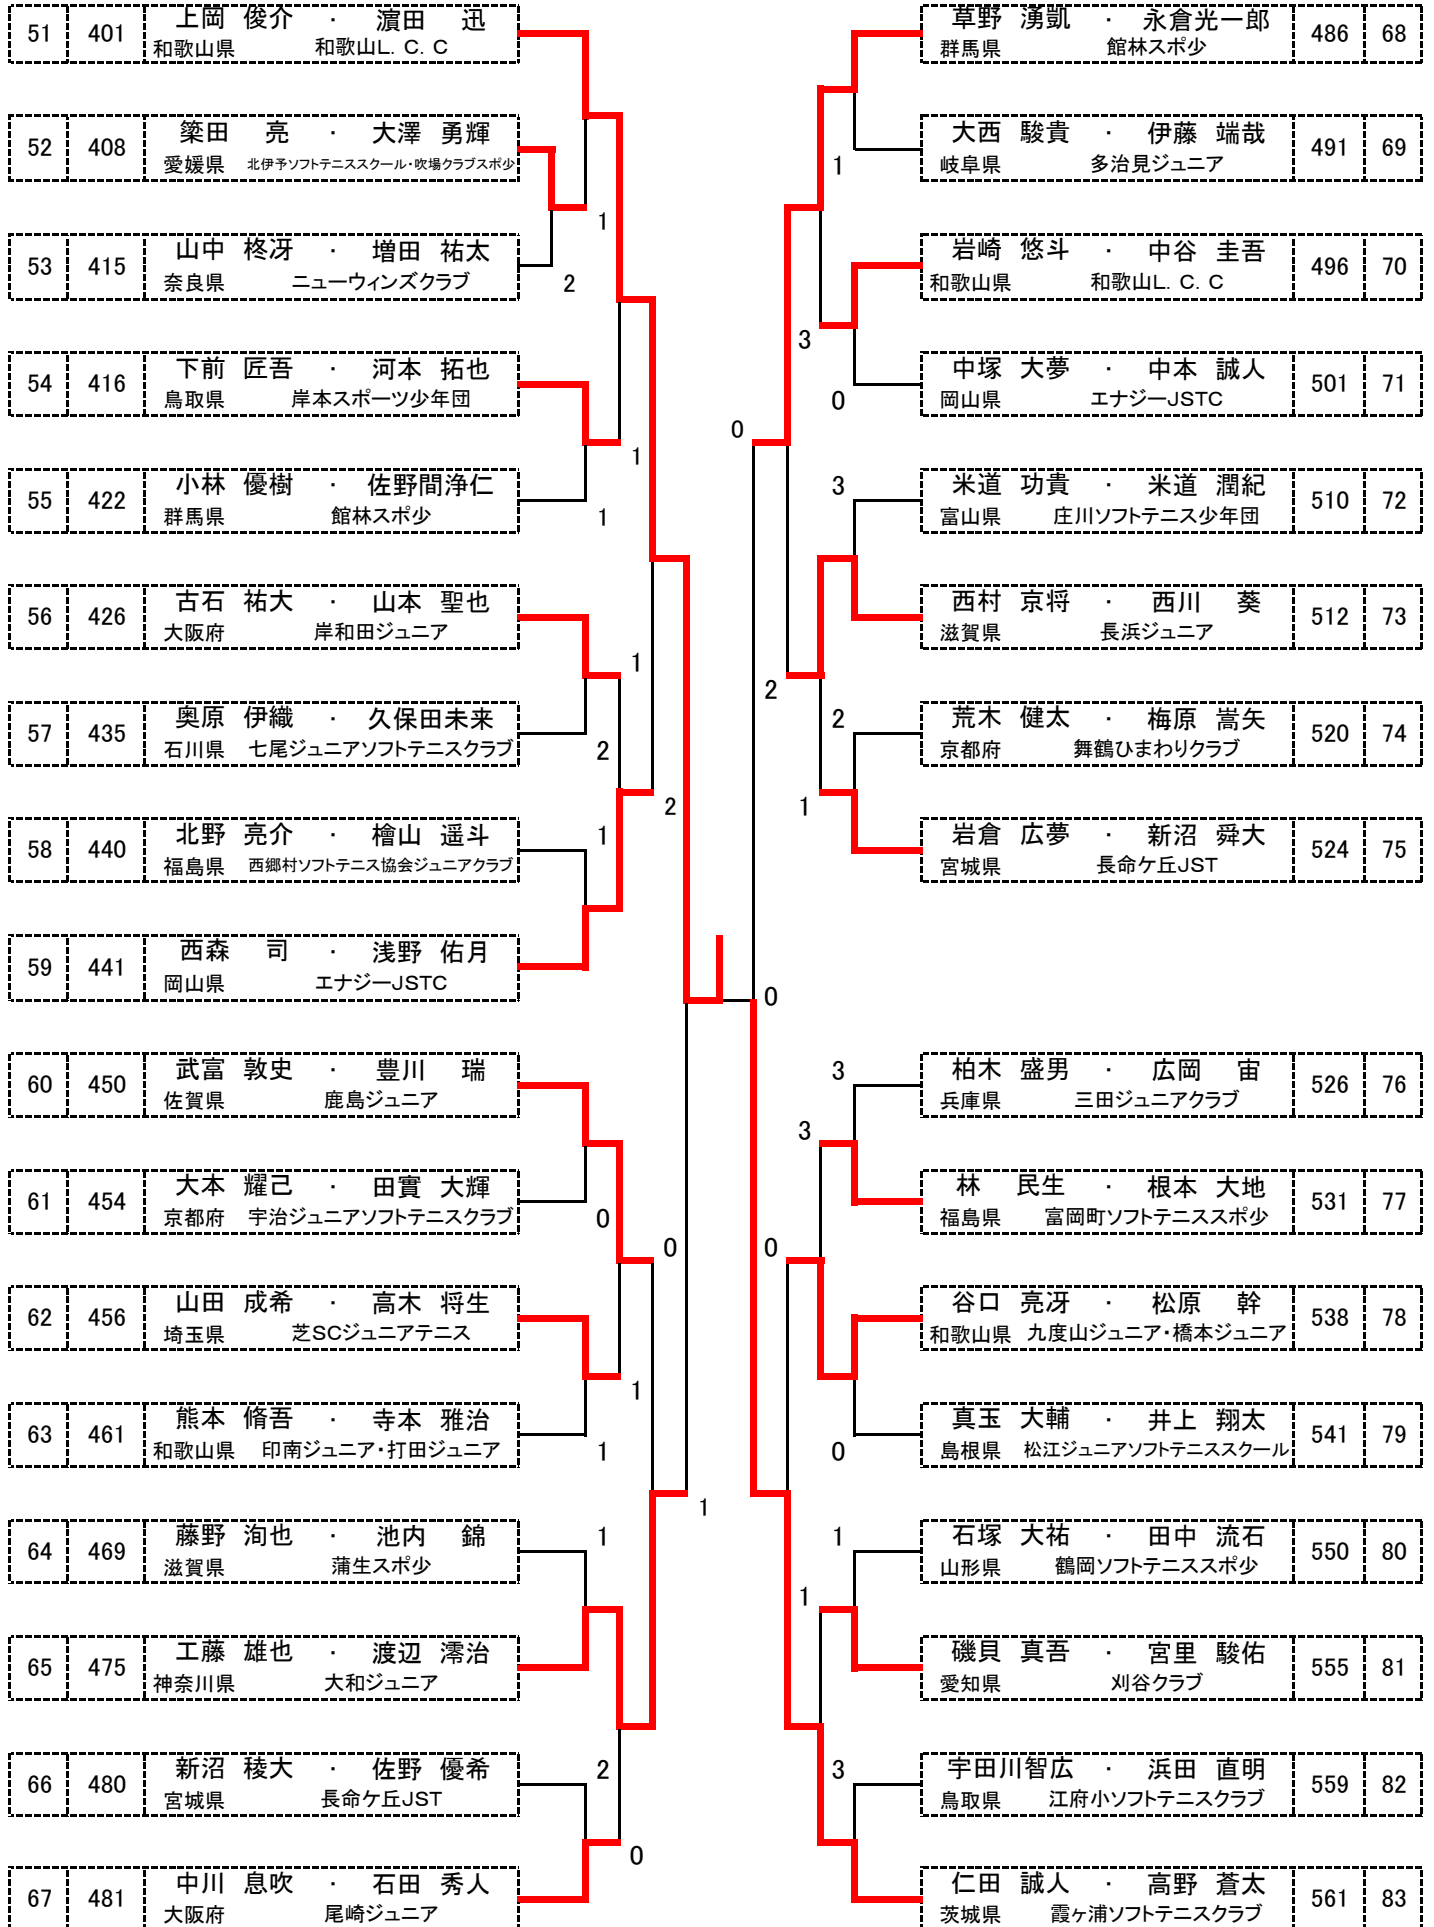 51 401 上岡 俊介 ・ 濵田 迅
和歌山県 和歌山L. C. C
52 408 簗田 亮 ・ 大澤 勇輝
愛媛県 北伊予ソフトテニススクール・吹場クラブスポ少
1
53 415 山中 柊冴 ・ 増田 祐太
奈良県 ニューウィンズクラブ
2
54 416 下前 匠吾 ・ 河本 拓也
鳥取県 岸本スポーツ少年団
1
55 422 小林 優樹 ・ 佐野間浄仁
群馬県 館林スポ少
1
56 426 古石 祐大 ・ 山本 聖也
大阪府 岸和田ジュニア
1
57 435 奥原 伊織 ・ 久保田未来
石川県 七尾ジュニアソフトテニスクラブ
2
2
58 440 北野 亮介 ・ 檜山 遥斗
福島県 西郷村ソフトテニス協会ジュニアクラブ
1
59 441 西森 司 ・ 浅野 佑月
岡山県 エナジーJSTC
60 450 武富 敦史 ・ 豊川 瑞
佐賀県 鹿島ジュニア
61 454 大本 耀己 ・ 田實 大輝
京都府 宇治ジュニアソフトテニスクラブ
0
0
62 456 山田 成希 ・ 高木 将生
埼玉県 芝SCジュニアテニス
1
63 461 熊本 脩吾 ・ 寺本 雅治
和歌山県 印南ジュニア・打田ジュニア
1
1
64 469 藤野 洵也 ・ 池内 錦
滋賀県 蒲生スポ少
1
65 475 工藤 雄也 ・ 渡辺 澪治
神奈川県 大和ジュニア
66 480 新沼 稜大 ・ 佐野 優希
宮城県 長命ケ丘JST
2
0
67 481 中川 息吹 ・ 石田 秀人
大阪府 尾崎ジュニア
草野 湧凱 ・ 永倉光一郎 486 68
群馬県 館林スポ少
大西 駿貴 ・ 伊藤 端哉 491 69
岐阜県 多治見ジュニア
1
岩崎 悠斗 ・ 中谷 圭吾 496 70
和歌山県 和歌山L. C. C
3
中塚 大夢 ・ 中本 誠人 501 71
岡山県 エナジーJSTC
0
0
米道 功貴 ・ 米道 潤紀 510 72
富山県 庄川ソフトテニス少年団
3
西村 京将 ・ 西川 葵 512 73
滋賀県 長浜ジュニア
2
荒木 健太 ・ 梅原 嵩矢 520 74
京都府 舞鶴ひまわりクラブ
2
1
岩倉 広夢 ・ 新沼 舜大 524 75
宮城県 長命ケ丘JST
0
柏木 盛男 ・ 広岡 宙 526 76
兵庫県 三田ジュニアクラブ
3
3
林 民生 ・ 根本 大地 531 77
福島県 富岡町ソフトテニススポ少
0
谷口 亮冴 ・ 松原 幹 538 78
和歌山県 九度山ジュニア・橋本ジュニア
真玉 大輔 ・ 井上 翔太 541 79
島根県 松江ジュニアソフトテニススクール
0
石塚 大祐 ・ 田中 流石 550 80
山形県 鶴岡ソフトテニススポ少
1
1
磯貝 真吾 ・ 宮里 駿佑 555 81
愛知県 刈谷クラブ
宇田川智広 ・ 浜田 直明 559 82
鳥取県 江府小ソフトテニスクラブ
3
仁田 誠人 ・ 高野 蒼太 561 83
茨城県 霞ヶ浦ソフトテニスクラブ